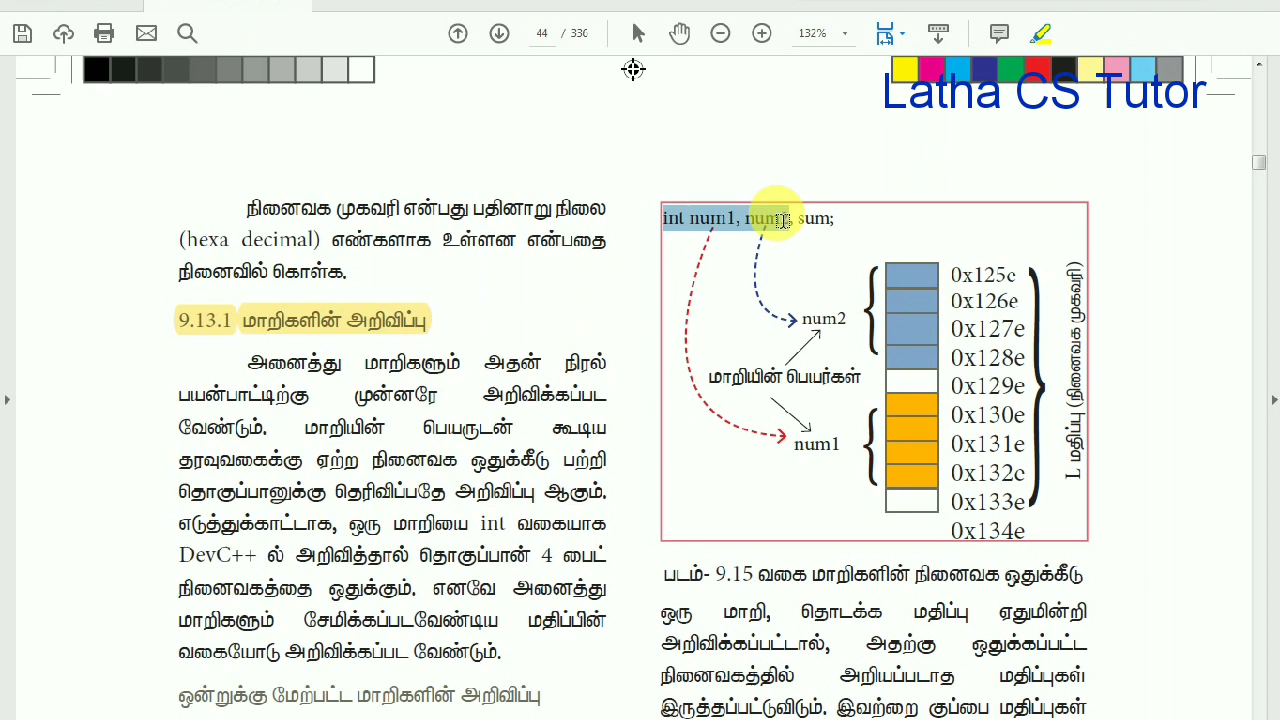 44 / 336
132%
Latha CS Tutor
நினைவக முகவரி என்பது பதினாறு நிலை
(hexa decimal) எண்களாக உள்ளன என்பதை
நினைவில் கொள்க.
9.13.1 மாறிகளின் அறிவிப்பு
அனைத்து மாறிகளும் அதன் நிரல்
பயன்பாட்டிற்கு முன்னரே அறிவிக்கப்பட
வேண்டும். மாறியின் பெயருடன் கூடிய
தரவுவகைக்கு ஏற்ற நினைவக ஒதுக்கீடு பற்றி
தொகுப்பானுக்கு தெரிவிப்பதே அறிவிப்பு ஆகும்.
எடுத்துக்காட்டாக, ஒரு மாறியை int வகையாக
DevC++ ல் அறிவித்தால் தொகுப்பான் 4 பைட்
நினைவகத்தை ஒதுக்கும். எனவே அனைத்து
மாறிகளும் சேமிக்கப்படவேண்டிய மதிப்பின்
வகையோடு அறிவிக்கப்பட வேண்டும்.
ஒன்றுக்கு மேற்பட்ட மாறிகளின் அறிவிப்பு
int num1, num2, sum;
0x125e
0x126e
num2
0x127e
0x128e
மாறியின் பெயர்கள்
0x129e
0x130e
num1
0x131e
0x132e
0x133e
0x134e
L மதிப்பு (நினைவக முகவரி)
படம்- 9.15 வகை மாறிகளின் நினைவக ஒதுக்கீடு
ஒரு மாறி, தொடக்க மதிப்பு ஏதுமின்றி
அறிவிக்கப்பட்டால், அதற்கு ஒதுக்கப்பட்ட
நினைவகத்தில் அறியப்படாத மதிப்புகள்
இருத்தப்பட்டுவிடும். இவற்றை குப்பை மதிப்புகள்